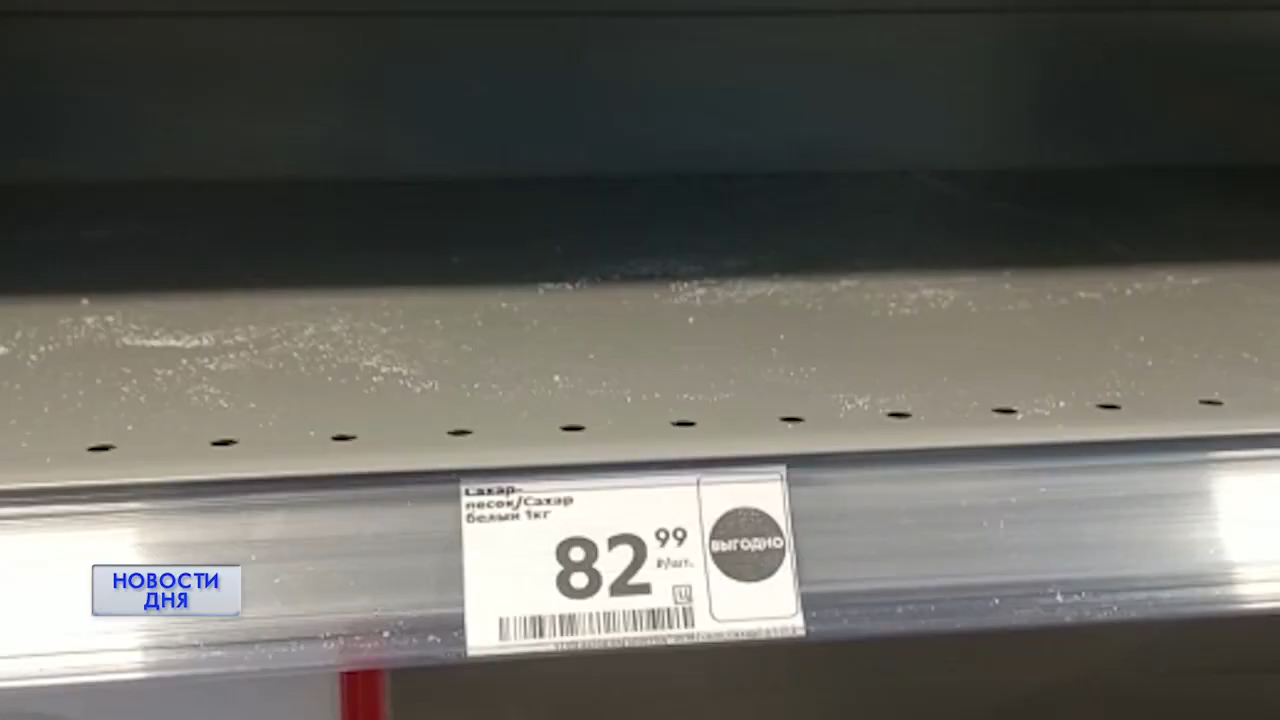 Сахар-
песок/Сахар
белый 1кг
82 99
₽/шт.
ВЫГОДНО
НОВОСТИ
ДНЯ